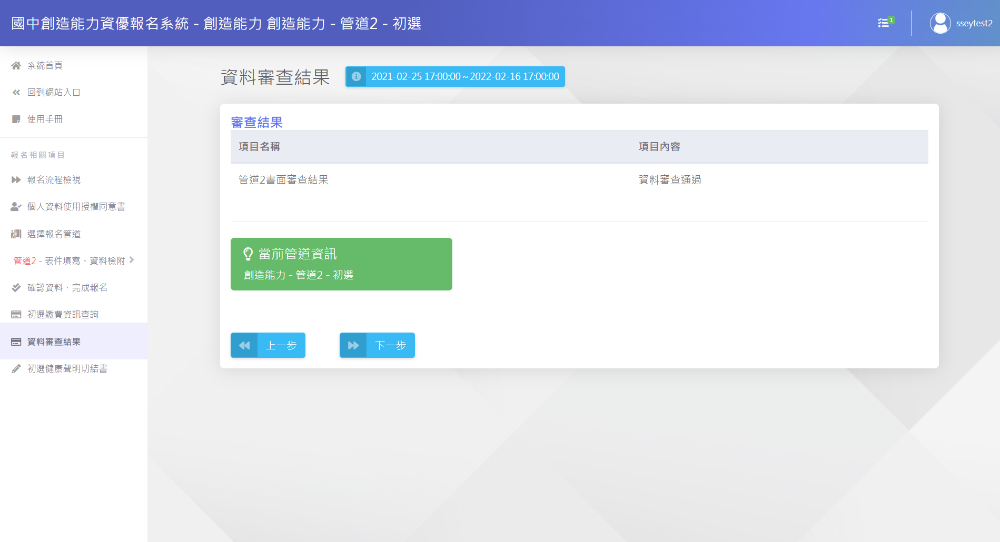 國中創造能力資優報名系統 - 創造能力 創造能力 - 管道2 - 初選
1
sseytest2
系統首頁
回到網站入口
使用手冊
報名相關項目
報名流程檢視
個人資料使用授權同意書
選擇報名管道
管道2 - 表件填寫、資料檢附
確認資料、完成報名
初選繳費資訊查詢
資料審查結果
初選健康聲明切結書
資料審查結果
2021-02-25 17:00:00 ~ 2022-02-16 17:00:00
審查結果
項目名稱 項目內容
管道2書面審查結果 資料審查通過
當前管道資訊
創造能力 - 管道2 - 初選
上一步 下一步